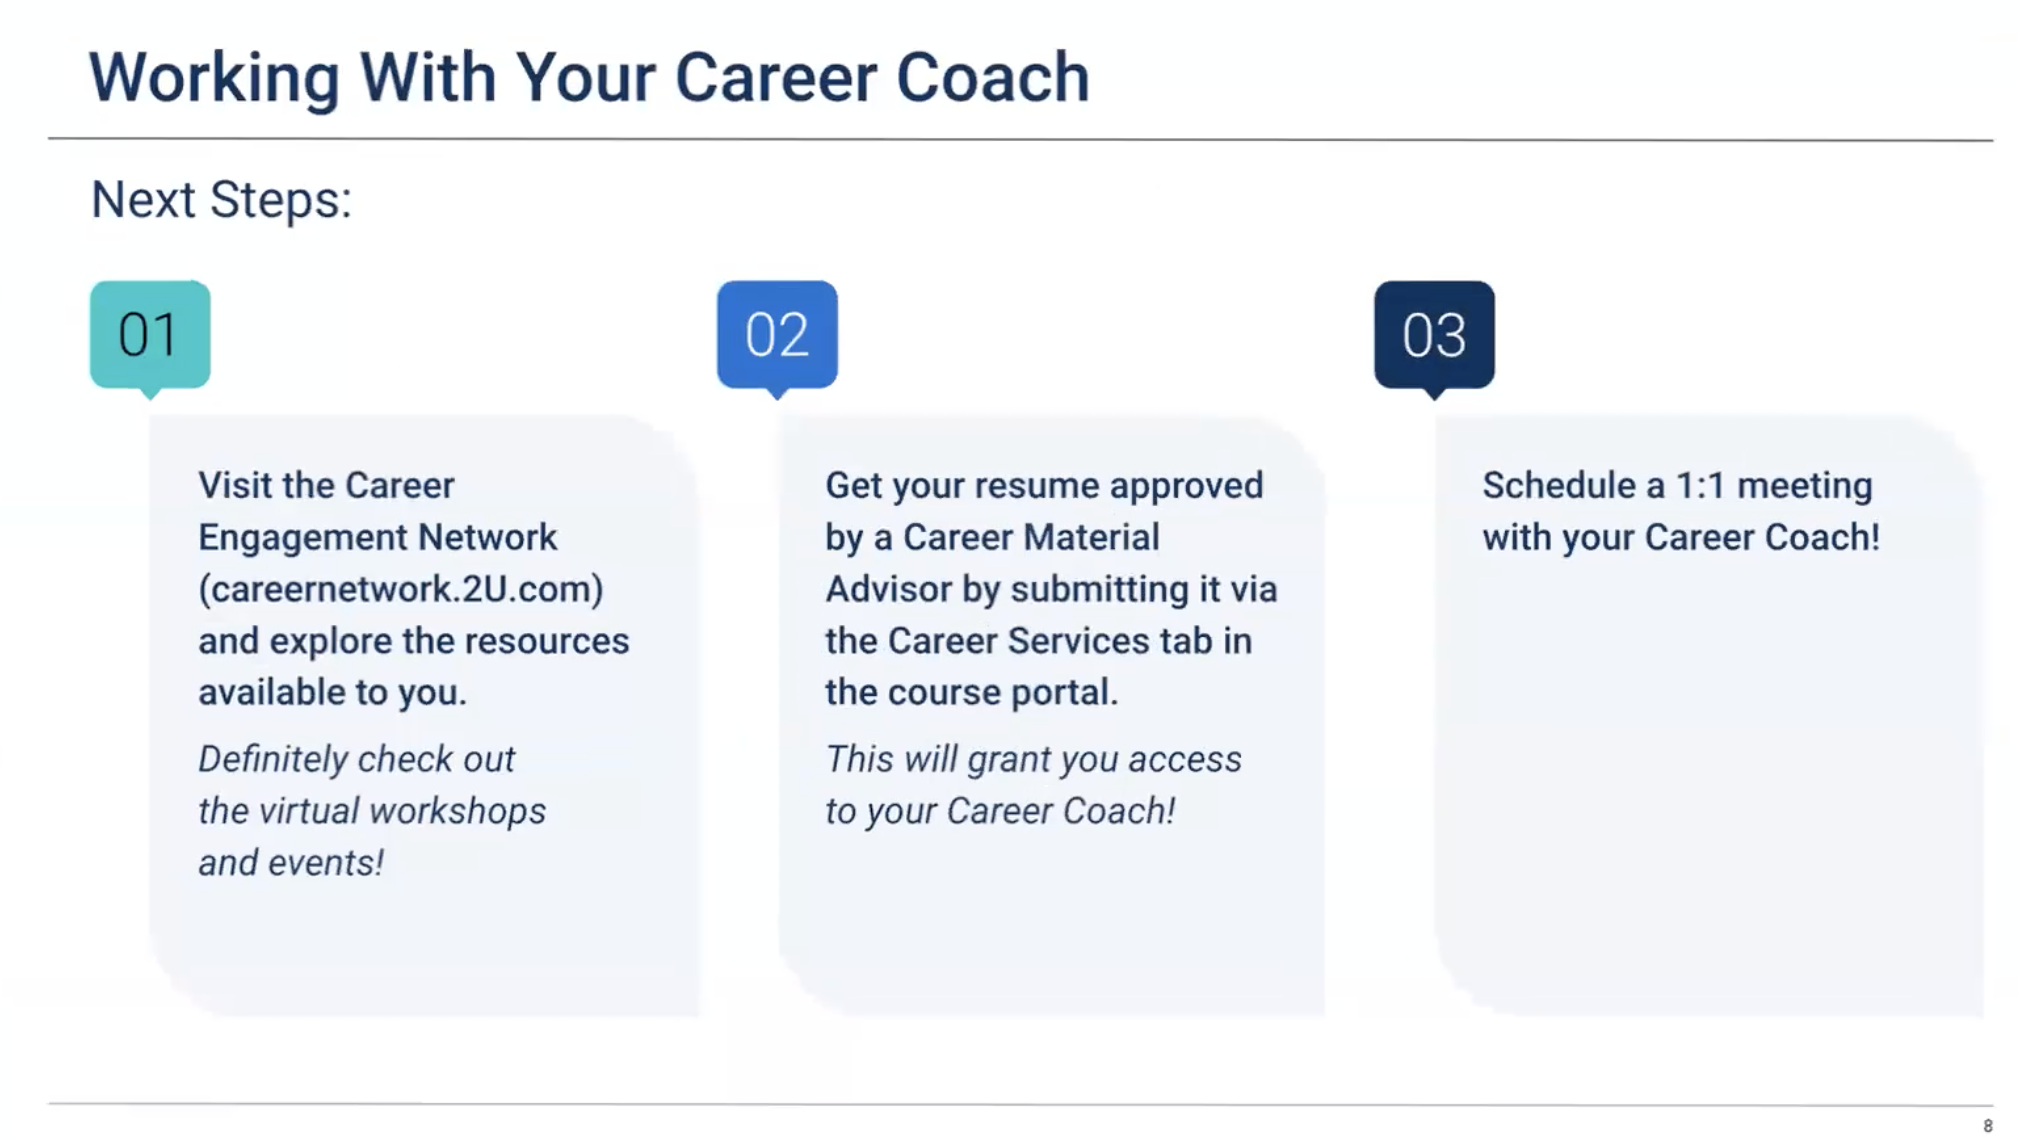 Working With Your Career Coach
Next Steps:
01
Visit the Career
Engagement Network
(careernetwork.2U.com)
and explore the resources
available to you.
Definitely check out
the virtual workshops
and events!
02
Get your resume approved
by a Career Material
Advisor by submitting it via
the Career Services tab in
the course portal.
This will grant you access
to your Career Coach!
03
Schedule a 1:1 meeting
with your Career Coach!
8